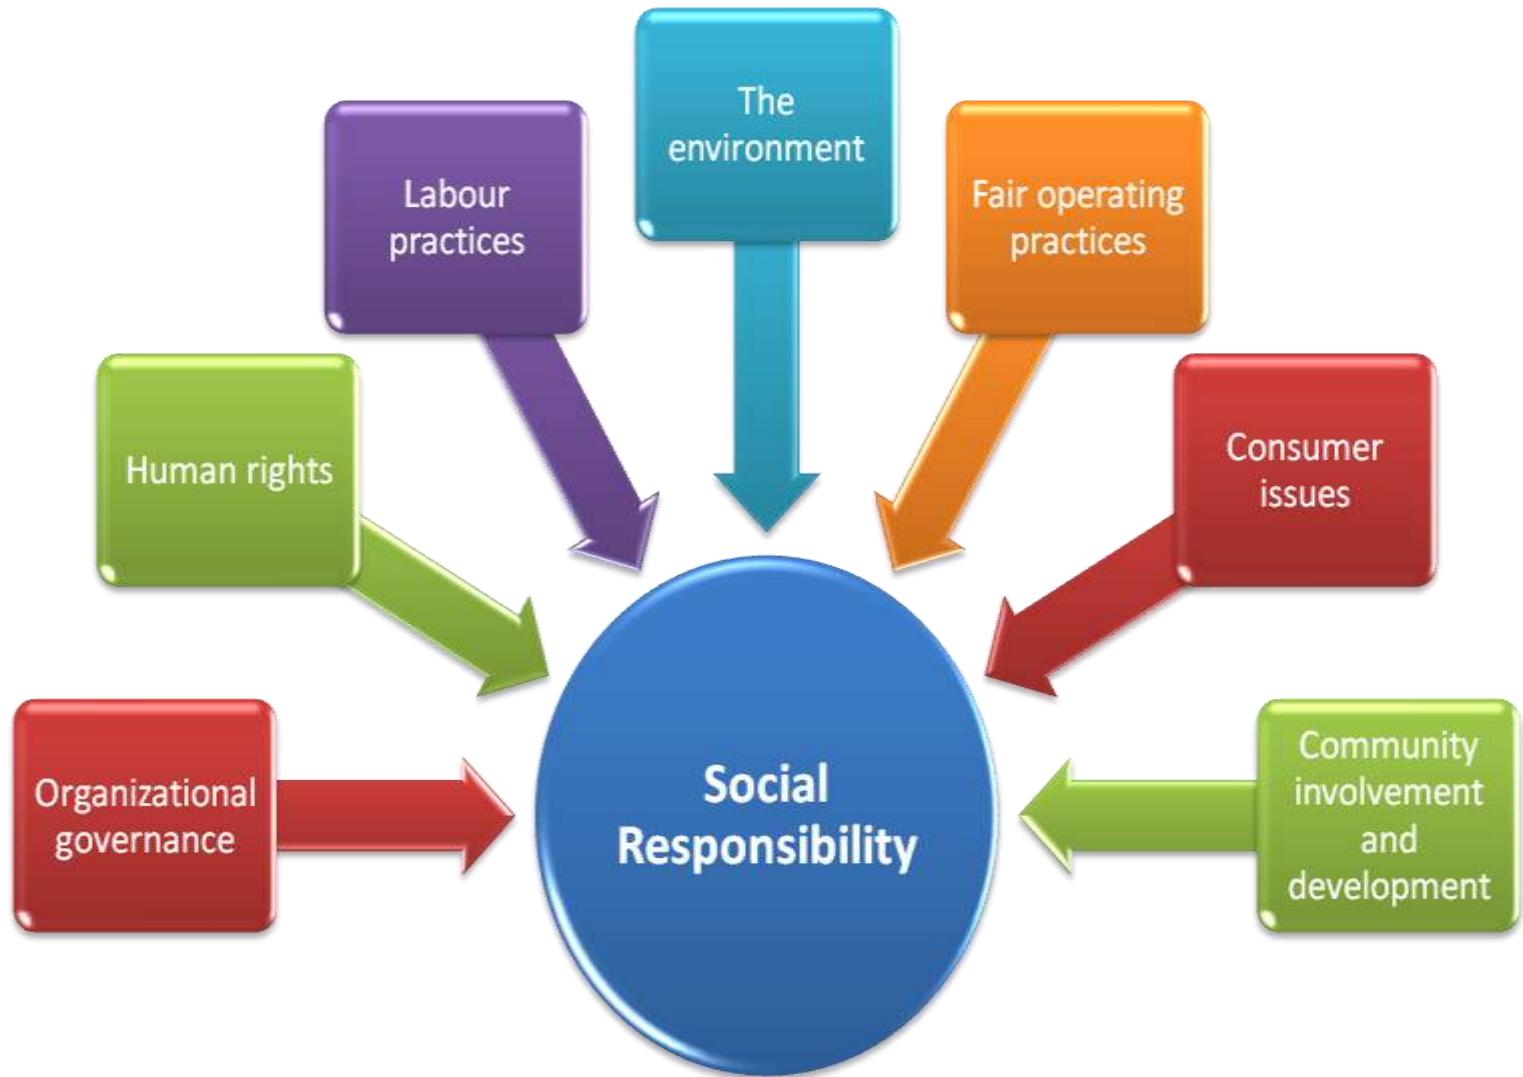 The
environment
Labour
practices
Fair operating
practices
Human rights
Consumer
issues
Organizational
governance
Social
Responsibility
Community
involvement
and
development